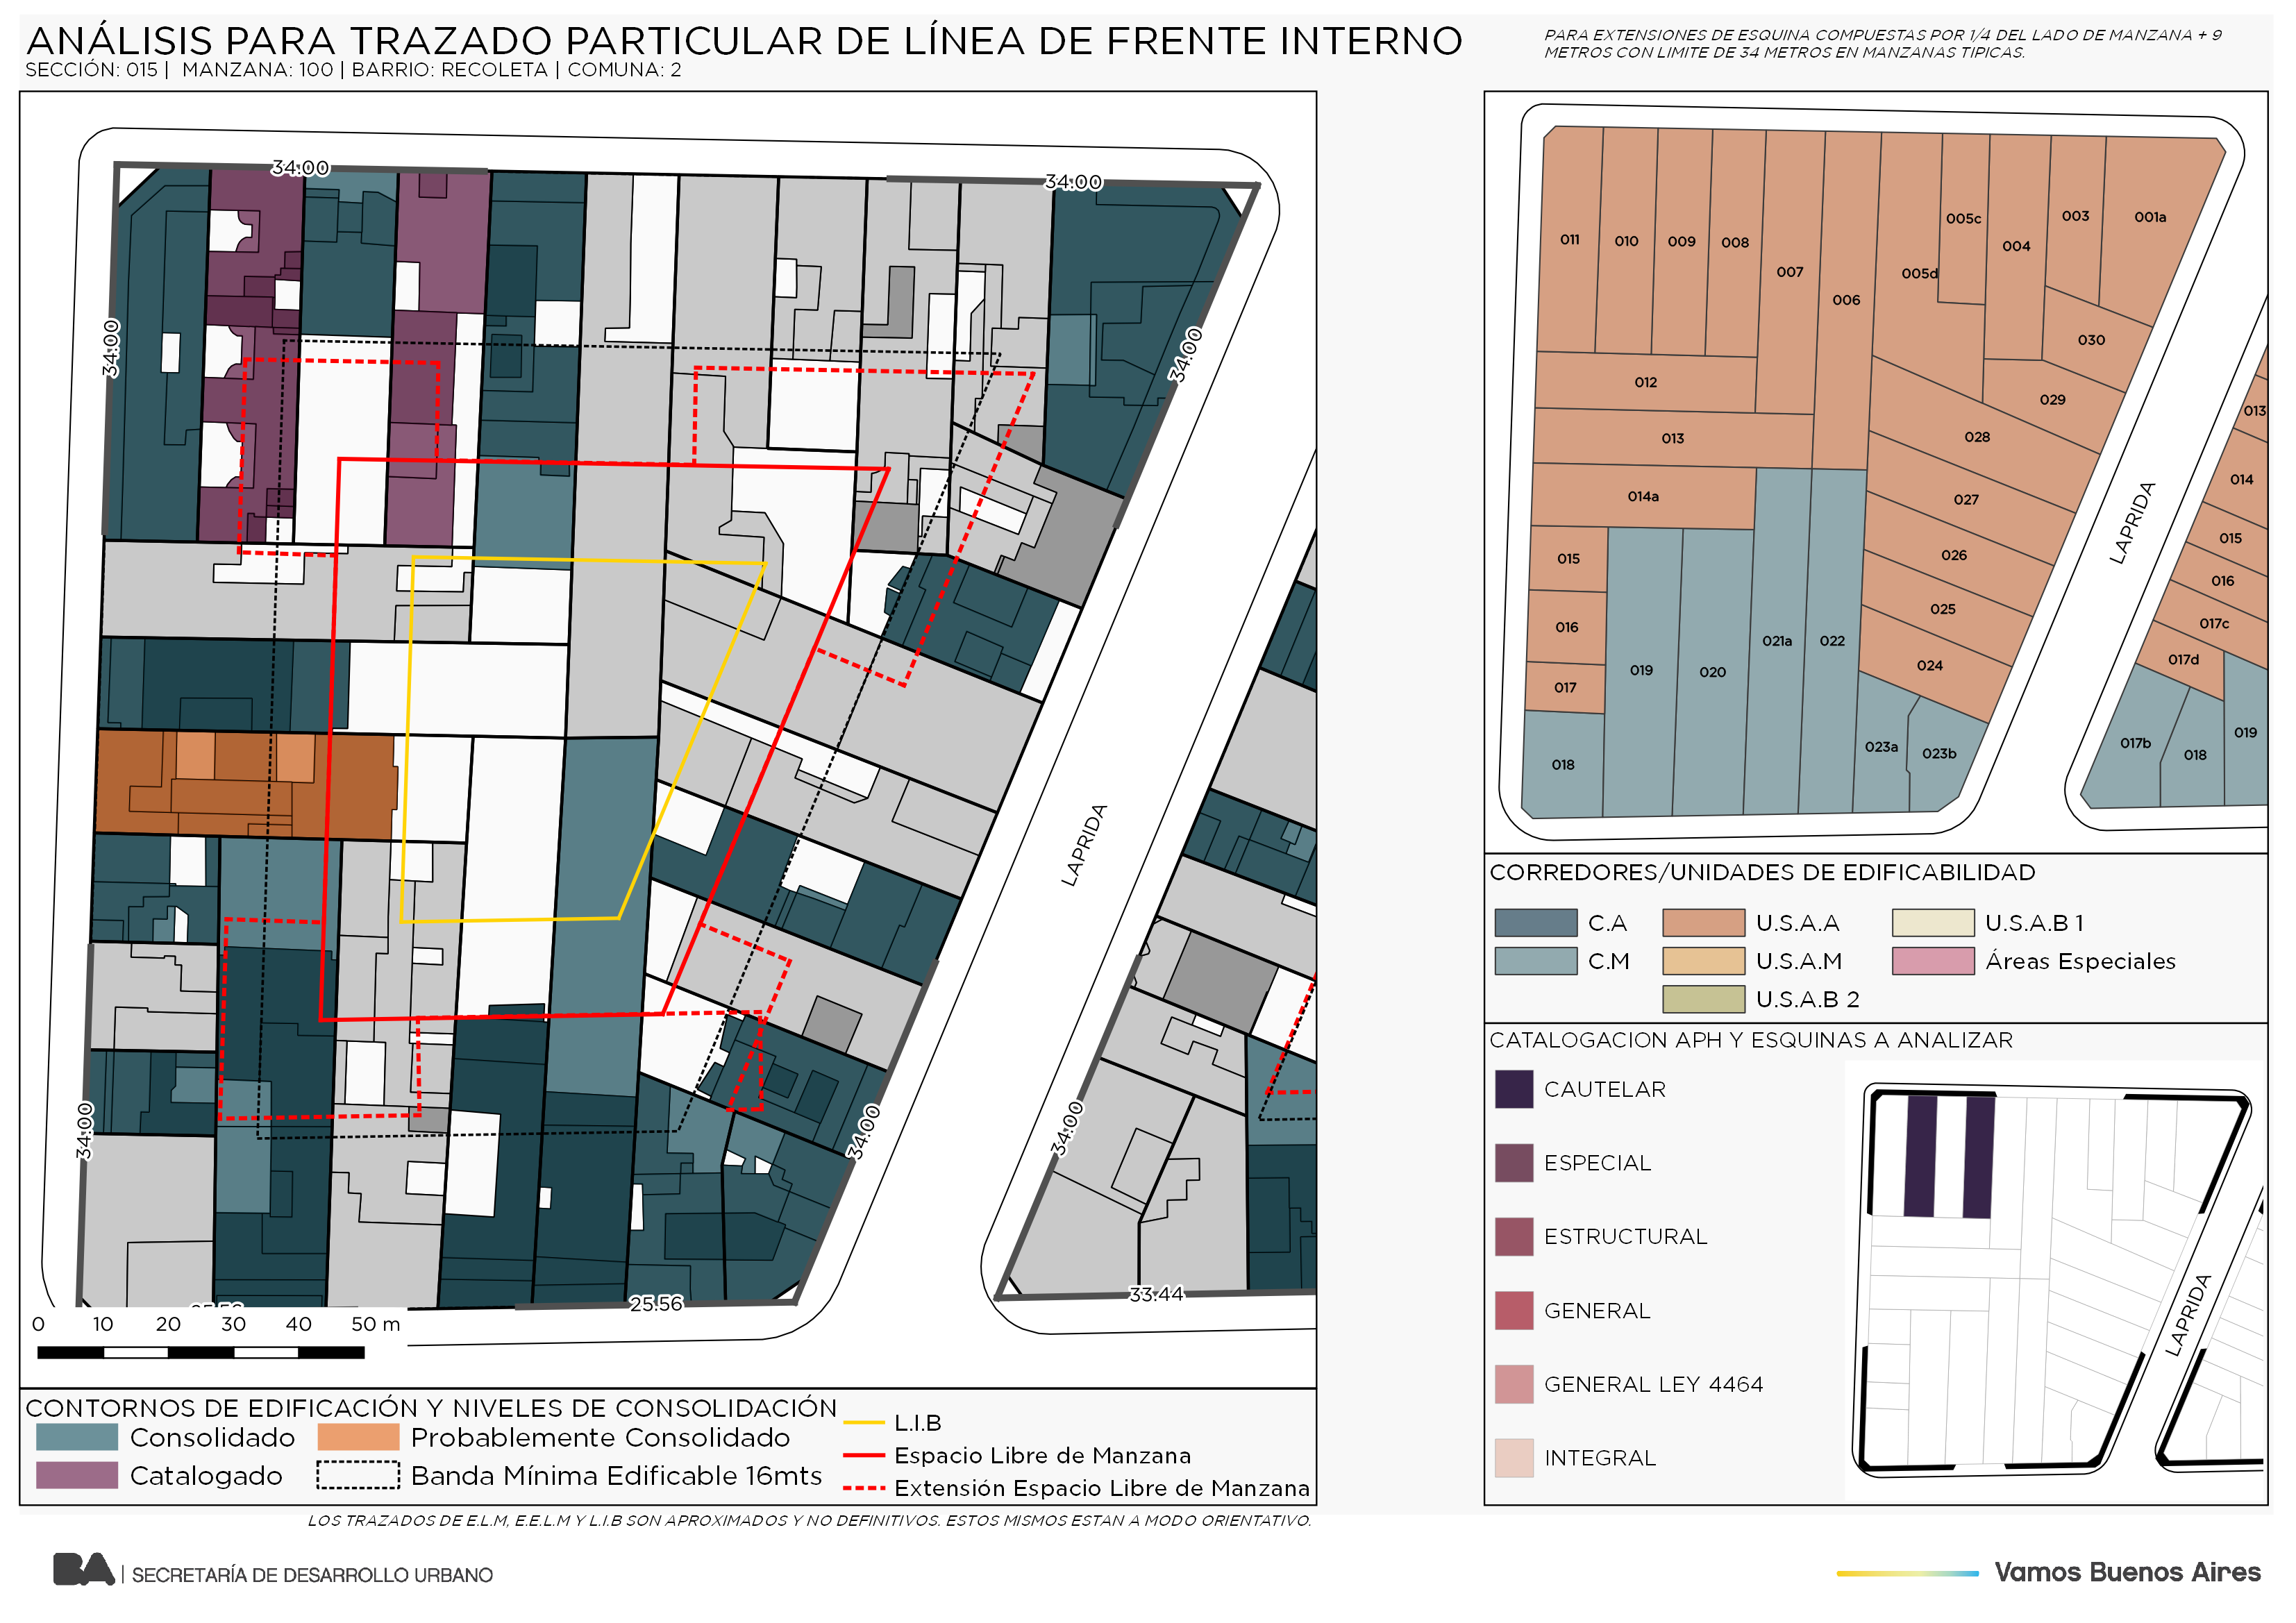 ANÁLISIS PARA TRAZADO PARTICULAR DE LÍNEA DE FRENTE INTERNO
SECCIÓN: 015 | MANZANA: 100 | BARRIO: RECOLETA | COMUNA: 2
PARA EXTENSIONES DE ESQUINA COMPUESTAS POR 1/4 DEL LADO DE MANZANA + 9
METROS CON LIMITE DE 34 METROS EN MANZANAS TIPICAS.
34:00
34:00
34:00
34:00
LAPRIDA
34:00
34:00
34:00
25.56
33.44
0 10 20 30 40 50 m
CONTORNOS DE EDIFICACIÓN Y NIVELES DE CONSOLIDACIÓN
Consolidado
Probablemente Consolidado
Catalogado
Banda Mínima Edificable 16mts
L.I.B
Espacio Libre de Manzana
Extensión Espacio Libre de Manzana
011
010
009
008
007
006
005d
005c
004
003
001a
030
029
012
013
014a
028
027
026
025
024
015
016
017
018
019
020
021a
022
023a
023b
LAPRIDA
013
014
015
016
017c
017d
017b
018
019
CORREDORES/UNIDADES DE EDIFICABILIDAD
C.A
U.S.A.A
U.S.A.B 1
C.M
U.S.A.M
Áreas Especiales
U.S.A.B 2
CATALOGACION APH Y ESQUINAS A ANALIZAR
CAUTELAR
ESPECIAL
ESTRUCTURAL
GENERAL
GENERAL LEY 4464
INTEGRAL
LAPRIDA
LOS TRAZADOS DE E.L.M, E.E.L.M Y L.I.B SON APROXIMADOS Y NO DEFINITIVOS. ESTOS MISMOS ESTAN A MODO ORIENTATIVO.
BA | SECRETARÍA DE DESARROLLO URBANO
Vamos Buenos Aires